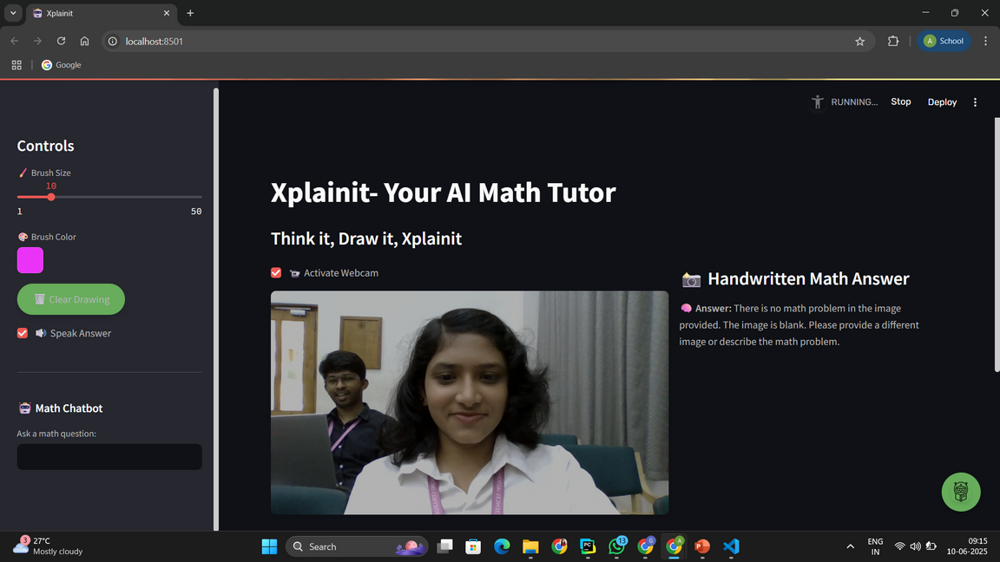 Xplainit
localhost:8501
A School
Google
RUNNING...
Stop
Deploy
Controls
Brush Size
10
1
50
Brush Color
Clear Drawing
Speak Answer
Math Chatbot
Ask a math question:
Xplainit- Your AI Math Tutor
Think it, Draw it, Xplainit
Activate Webcam
Handwritten Math Answer
Answer: There is no math problem in the image
provided. The image is blank. Please provide a different
image or describe the math problem.
3
27°C
Mostly cloudy
Search
PC
13
G
A
P
ENG
IN
09:15
10-06-2025